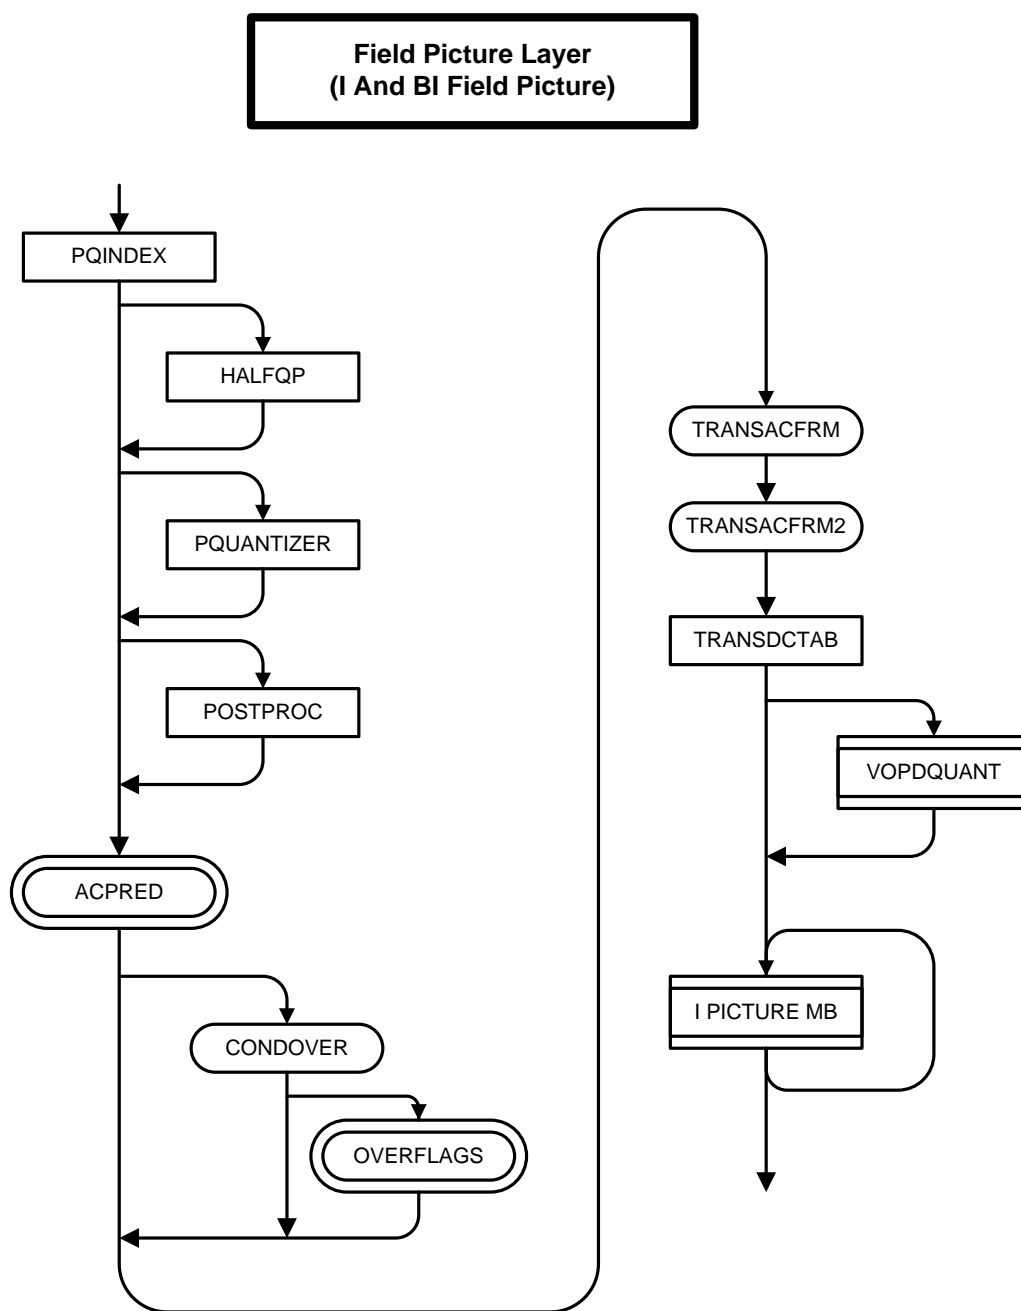 Field Picture Layer
(I And BI Field Picture)
PQINDEX
HALFQP
PQUANTIZER
POSTPROC
ACPRED
CONDOVER
OVERFLAGS
TRANSACFRM
TRANSACFRM2
TRANSDCTAB
VOPDQUANT
I PICTURE MB